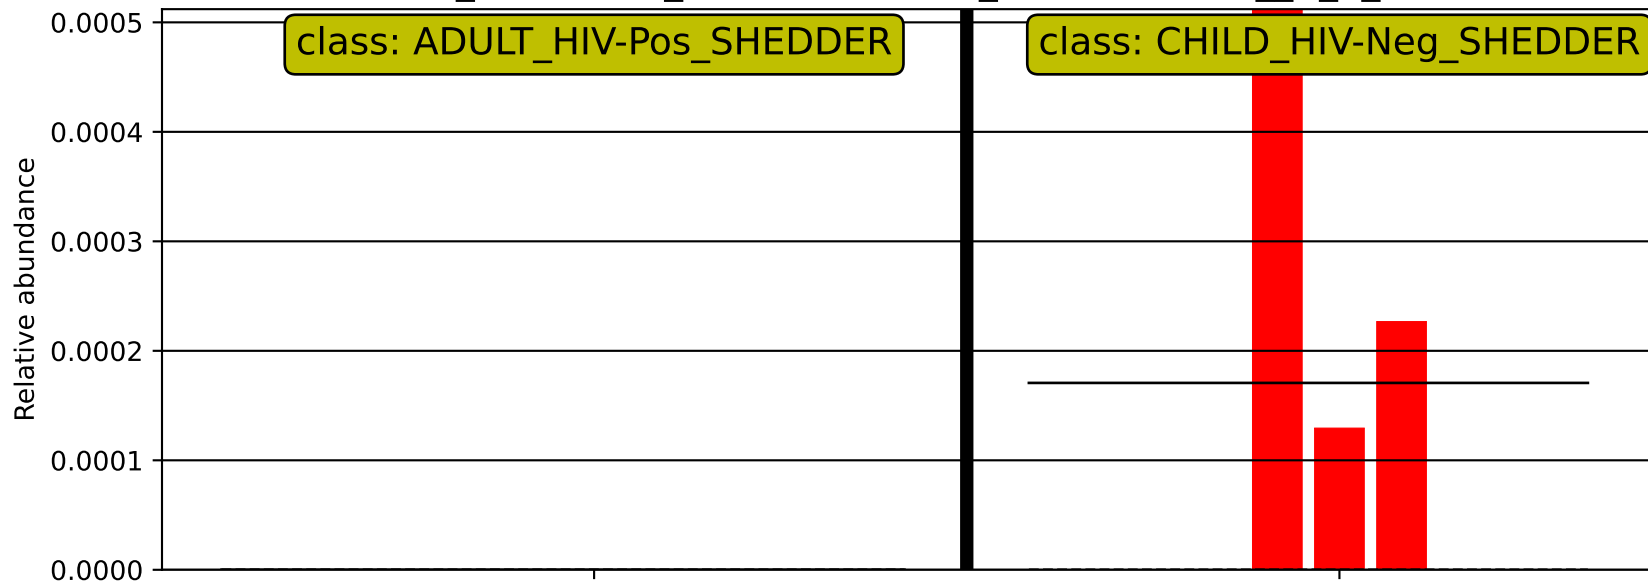 0.0005
class: ADULT_HIV-Pos_SHEDDER
class: CHILD_HIV-Neg_SHEDDER
0.0004
0.0003
0.0002
0.0001
0.0000
Relative abundance